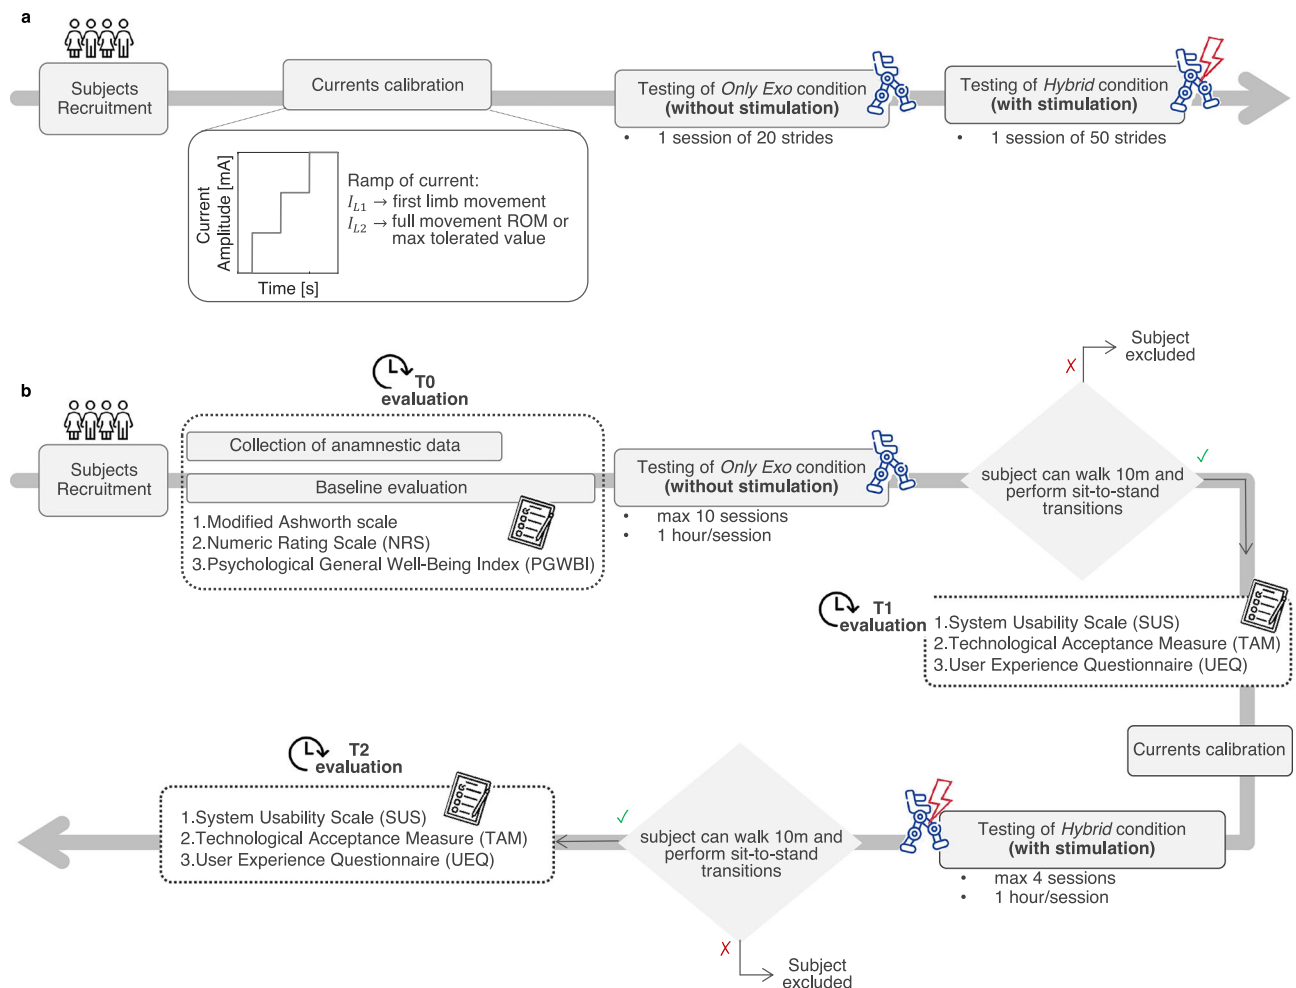 a
Subjects
Recruitment
Currents calibration
Testing of Only Exo condition
(without stimulation)
• 1 session of 20 strides
Testing of Hybrid condition
(with stimulation)
• 1 session of 50 strides
Current
Amplitude [mA]
Time [s]
Ramp of current:
I_{L1} → first limb movement
I_{L2} → full movement ROM or
max tolerated value
b
Subjects
Recruitment
T0
evaluation
Collection of anamnestic data
Baseline evaluation
1.Modified Ashworth scale
2.Numeric Rating Scale (NRS)
3.Psychological General Well-Being Index (PGWBI)
Testing of Only Exo condition
(without stimulation)
• max 10 sessions
• 1 hour/session
subject can walk 10m and
perform sit-to-stand
transitions
✗
Subject
excluded
✓
T1
evaluation
1.System Usability Scale (SUS)
2.Technological Acceptance Measure (TAM)
3.User Experience Questionnaire (UEQ)
Currents calibration
Testing of Hybrid condition
(with stimulation)
• max 4 sessions
• 1 hour/session
subject can walk 10m and
perform sit-to-stand
transitions
✗
Subject
excluded
✓
T2
evaluation
1.System Usability Scale (SUS)
2.Technological Acceptance Measure (TAM)
3.User Experience Questionnaire (UEQ)